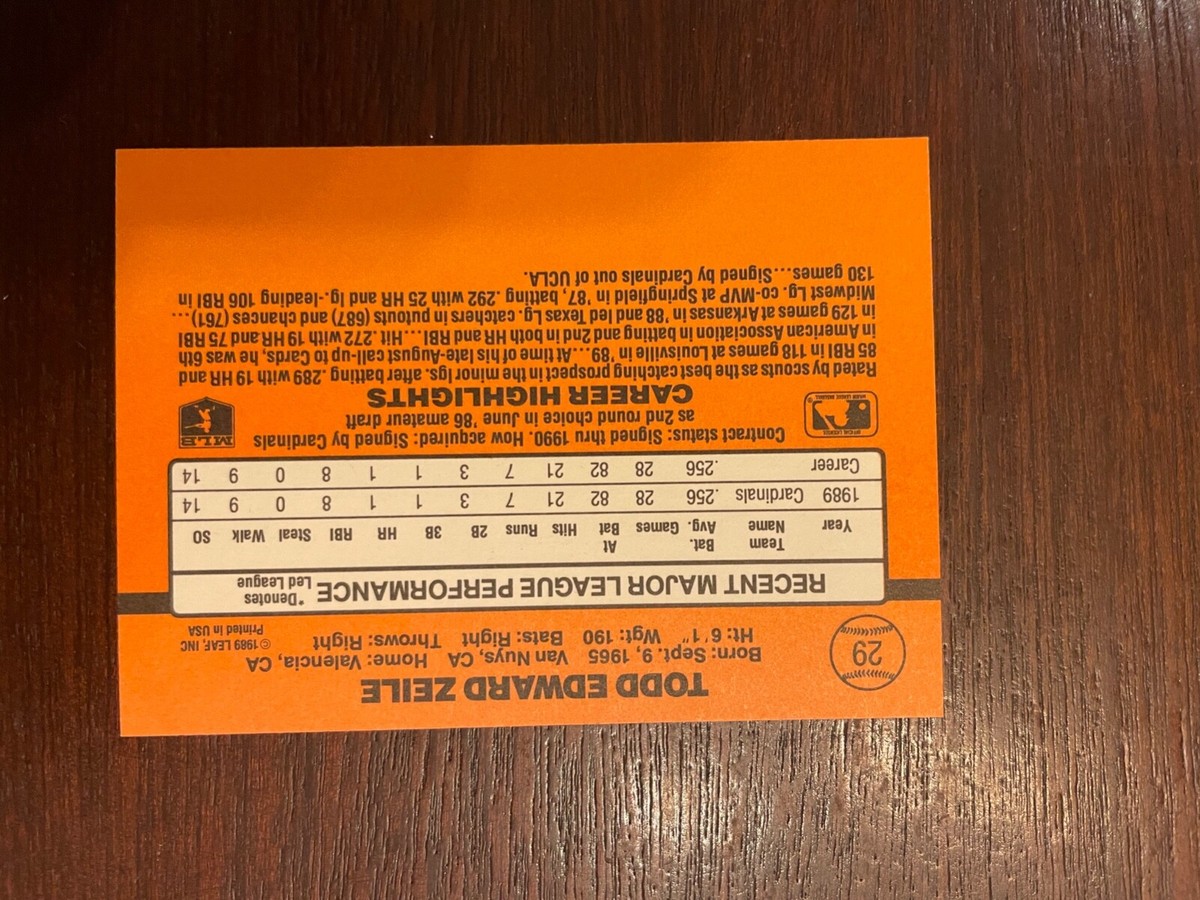 29
TODD EDWARD ZEILE
Born: Sept. 9, 1965 Van Nuys, CA Home: Valencia, CA
Ht: 6'1" Wgt: 190 Bats: Right Throws: Right
© 1989 LEAF, INC
Printed in USA
RECENT MAJOR LEAGUE PERFORMANCE *Denotes Led League
Year Team Name Bat. Avg. Games At Bat Hits Runs 2B 3B HR RBI Steal Walk SO
1989 Cardinals .256 28 82 21 7 3 1 1 8 0 9 14
Career .256 28 82 21 7 3 1 1 8 0 9 14
Contract status: Signed thru 1990. How acquired: Signed by Cardinals
as 2nd round choice in June '86 amateur draft
CAREER HIGHLIGHTS
MLB
Rated by scouts as the best catching prospect in the minor lgs. after batting .289 with 19 HR and
85 RBI in 118 games at Louisville in '89...At time of his late-August call-up to Cards, he was 6th
in American Association in batting and 2nd in both HR and RBI...Hit .272 with 19 HR and 75 RBI
in 129 games at Arkansas in '88 and led Texas Lg. catchers in putouts (687) and chances (761)...
Midwest Lg. co-MVP at Springfield in '87, batting .292 with 25 HR and lg.-leading 106 RBI in
130 games...Signed by Cardinals out of UCLA.